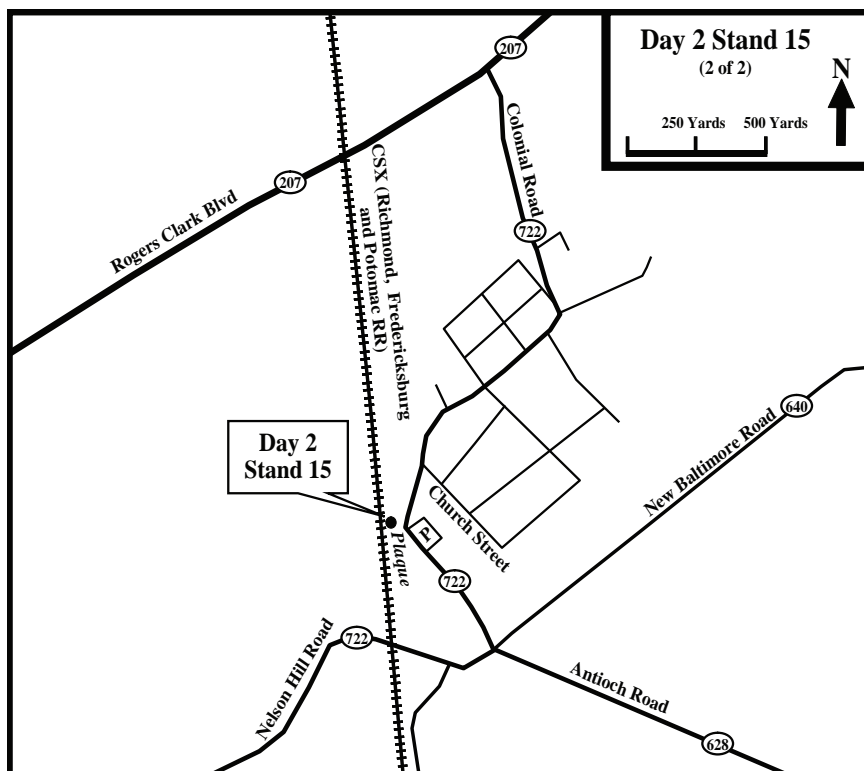 Day 2 Stand 15
(2 of 2)
N
250 Yards 500 Yards
207
207
Rogers Clark Blvd
CSX (Richmond, Fredericksburg
and Potomac RR)
Colonial Road
722
640
New Baltimore Road
Day 2
Stand 15
Church Street
P
Plaque
722
722
Nelson Hill Road
Antioch Road
628